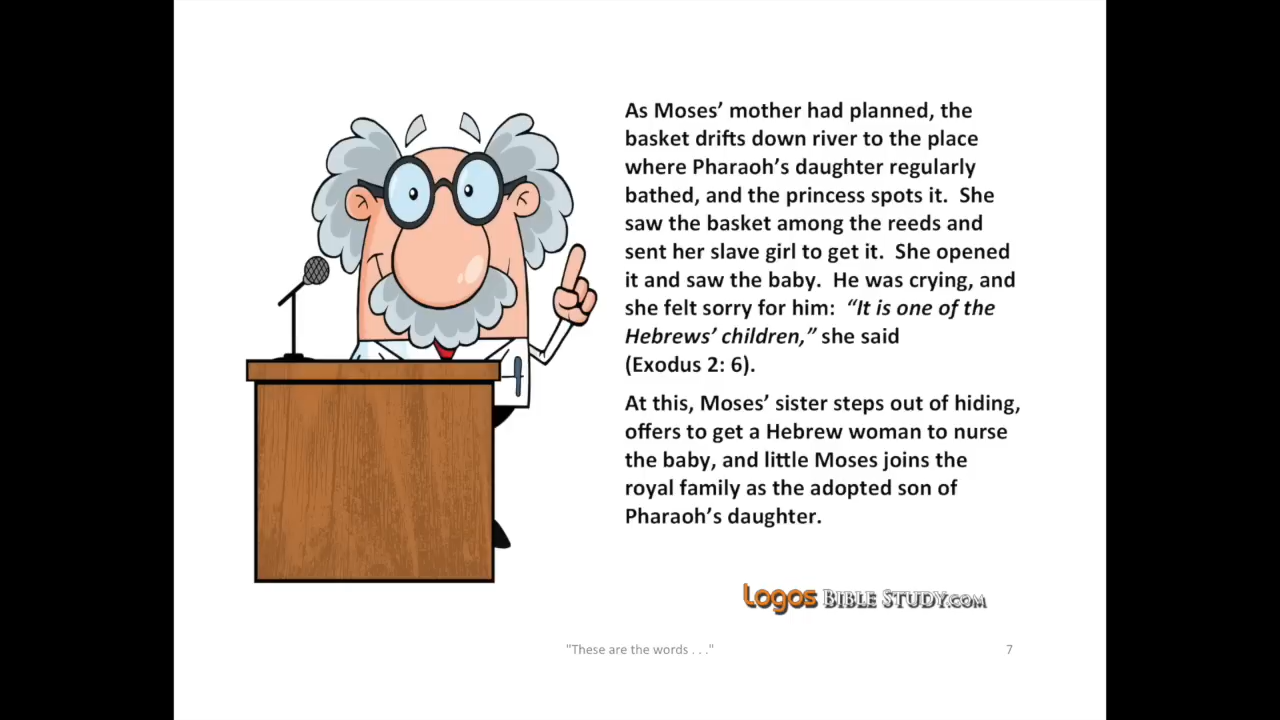 As Moses’ mother had planned, the
basket drifts down river to the place
where Pharaoh’s daughter regularly
bathed, and the princess spots it.  She
saw the basket among the reeds and
sent her slave girl to get it.  She opened
it and saw the baby.  He was crying, and
she felt sorry for him:  “It is one of the
Hebrews’ children,” she said
(Exodus 2: 6).
At this, Moses’ sister steps out of hiding,
offers to get a Hebrew woman to nurse
the baby, and little Moses joins the
royal family as the adopted son of
Pharaoh’s daughter.
Logos BIBLE STUDY.COM
"These are the words . . ."
7